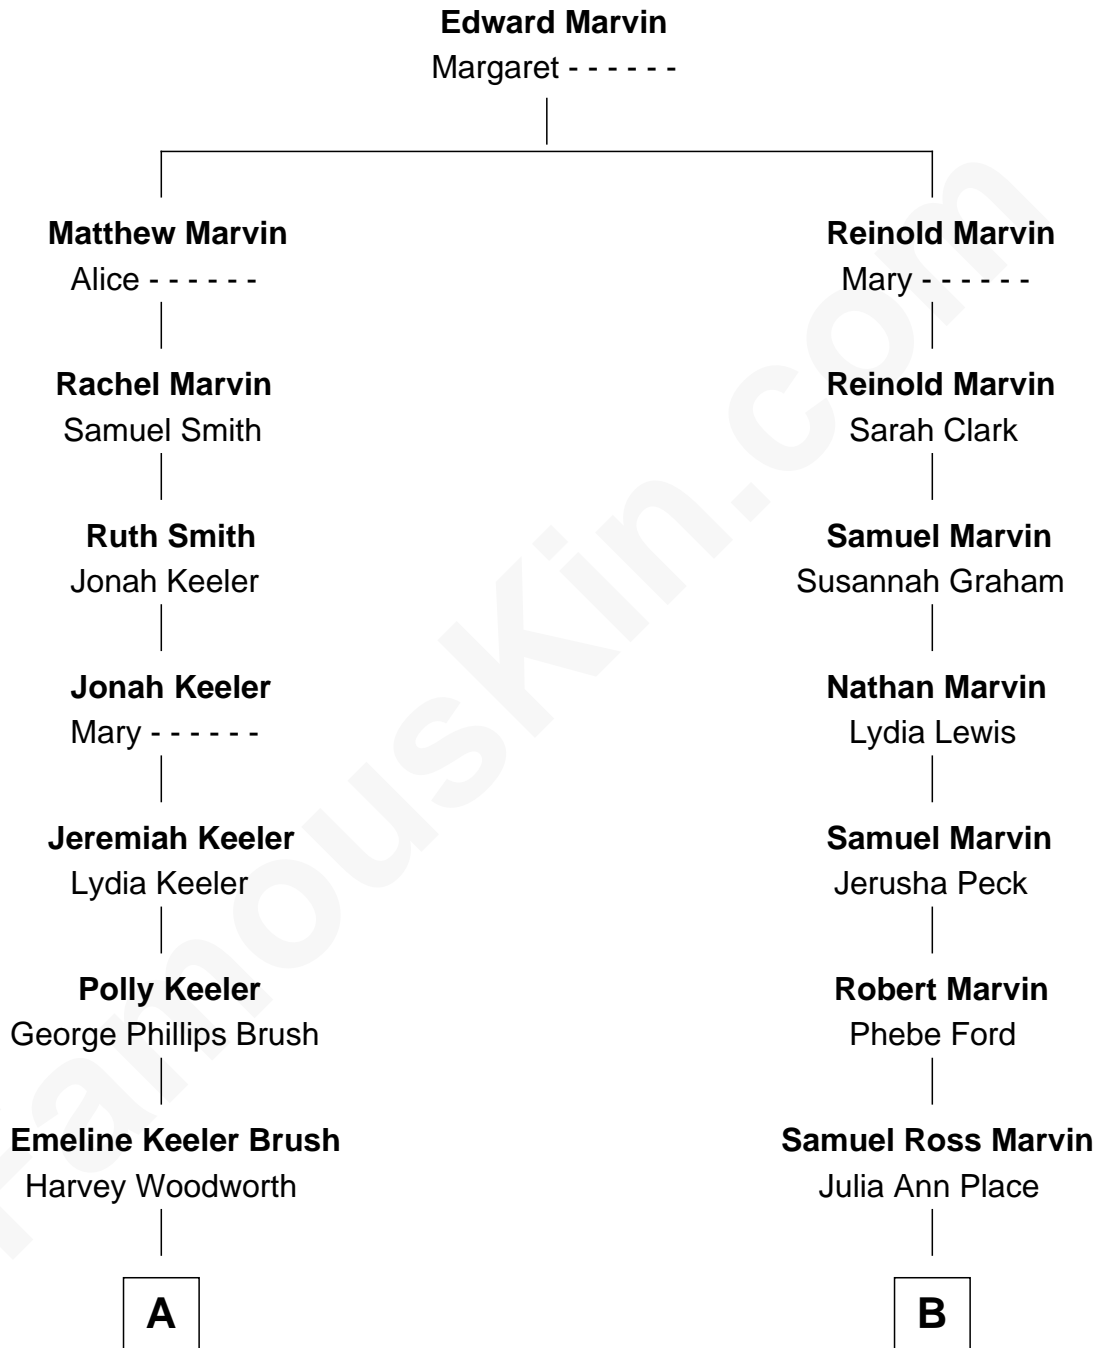 Edward Marvin
Margaret - - - - - -
Matthew Marvin
Alice - - - - - -
Reinold Marvin
Mary - - - - - -
Rachel Marvin
Samuel Smith
Reinold Marvin
Sarah Clark
Ruth Smith
Jonah Keeler
Samuel Marvin
Susannah Graham
Jonah Keeler
Mary - - - - - -
Nathan Marvin
Lydia Lewis
Jeremiah Keeler
Lydia Keeler
Samuel Marvin
Jerusha Peck
Polly Keeler
George Phillips Brush
Robert Marvin
Phebe Ford
Emeline Keeler Brush
Harvey Woodworth
Samuel Ross Marvin
Julia Ann Place
A
B
FamousKin.com